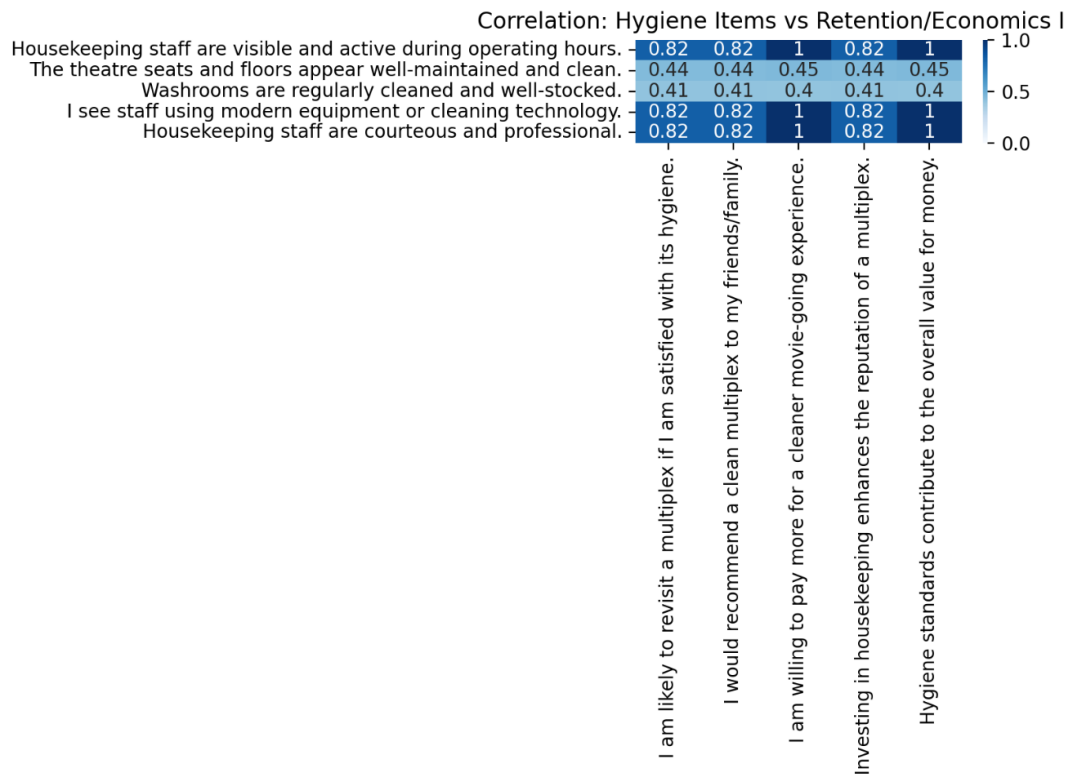 Correlation: Hygiene Items vs Retention/Economics I
Housekeeping staff are visible and active during operating hours. 0.82 0.82 1 0.82 1
The theatre seats and floors appear well-maintained and clean. 0.44 0.44 0.45 0.44 0.45
Washrooms are regularly cleaned and well-stocked. 0.41 0.41 0.4 0.41 0.4
I see staff using modern equipment or cleaning technology. 0.82 0.82 1 0.82 1
Housekeeping staff are courteous and professional. 0.82 0.82 1 0.82 1
1.0
0.5
0.0
I am likely to revisit a multiplex if I am satisfied with its hygiene.
I would recommend a clean multiplex to my friends/family.
I am willing to pay more for a cleaner movie-going experience.
Investing in housekeeping enhances the reputation of a multiplex.
Hygiene standards contribute to the overall value for money.